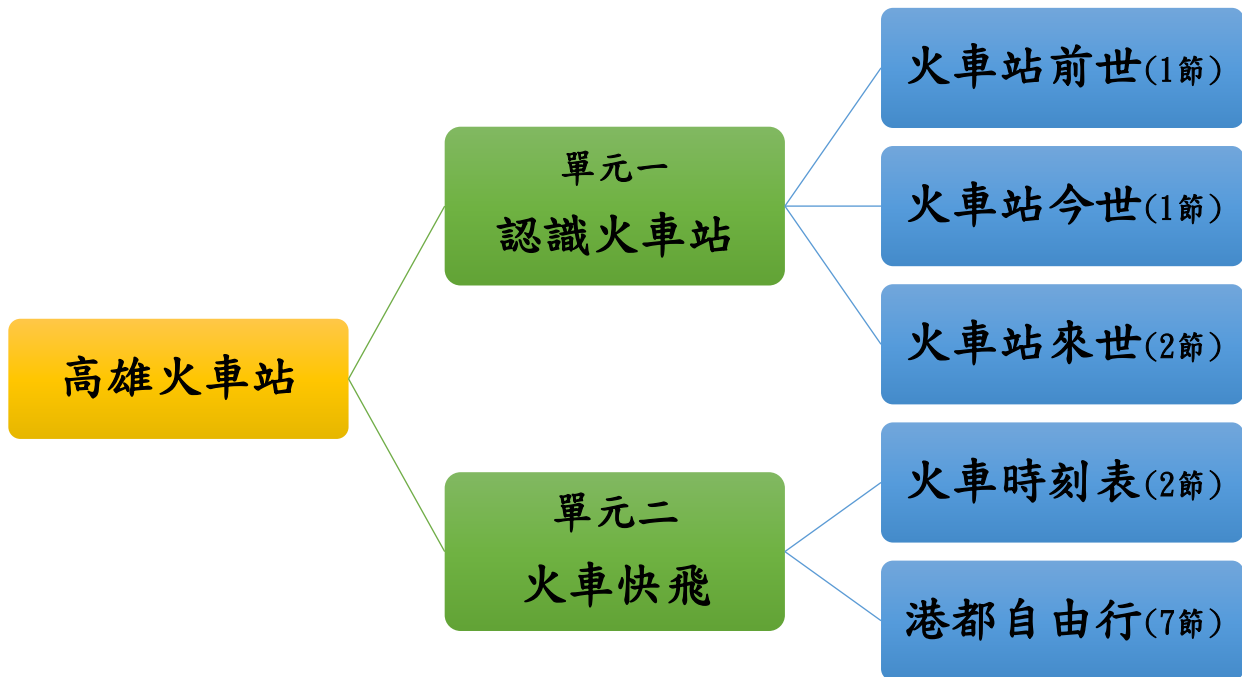 高雄火車站
單元一
認識火車站
火車站前世(1節)
火車站今世(1節)
火車站來世(2節)
單元二
火車快飛
火車時刻表(2節)
港都自由行(7節)